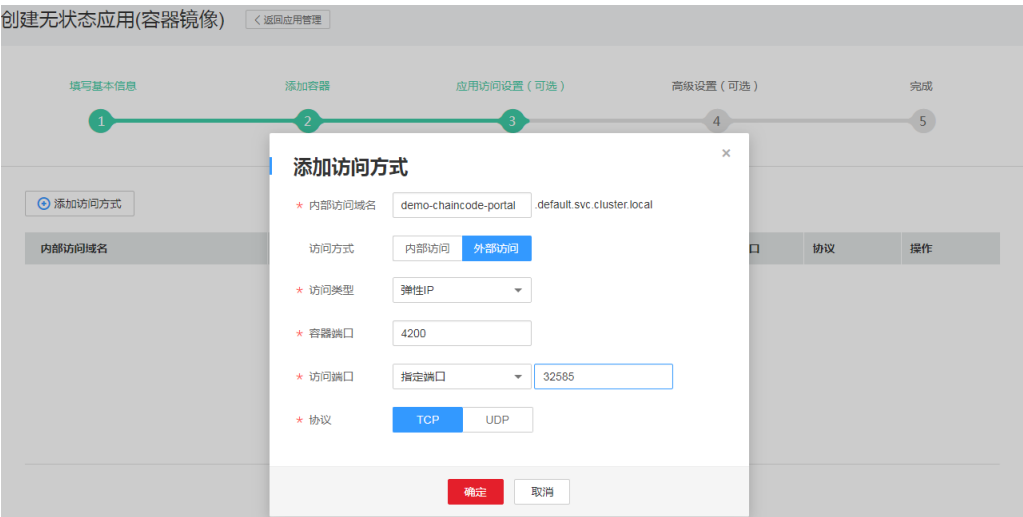 创建无状态应用(容器镜像) < 返回应用管理
填写基本信息 添加容器 应用访问设置(可选) 高级设置(可选) 完成
1 2 3 4 5
添加访问方式 ×
* 内部访问域名 demo-chaincode-portal .default.svc.cluster.local
添加访问方式
内部访问域名 口 协议 操作
访问方式 内部访问 外部访问
* 访问类型 弹性IP
* 容器端口 4200
* 访问端口 指定端口 32585
* 协议 TCP UDP
确定 取消